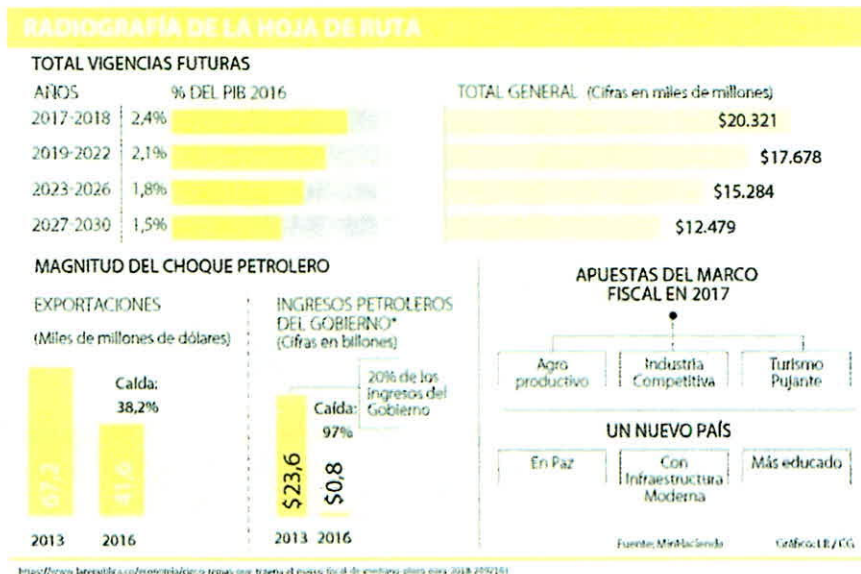 RADIOGRAFÍA DE LA HOJA DE RUTA
TOTAL VIGENCIAS FUTURAS
AÑOS % DEL PIB 2016 TOTAL GENERAL (Cifras en miles de millones)
2017-2018 2,4% $20.321
2019-2022 2,1% $17.678
2023-2026 1,8% $15.284
2027-2030 1,5% $12.479
MAGNITUD DEL CHOQUE PETROLERO
EXPORTACIONES
(Miles de millones de dólares)
Caída:
38,2%
67,2
41,6
2013 2016
INGRESOS PETROLEROS
DEL GOBIERNO*
(Cifras en billones)
20% de los
ingresos del
Gobierno
Caída:
97%
$23,6
$0,8
2013 2016
APUESTAS DEL MARCO
FISCAL EN 2017
Agro
productivo
Industria
Competitiva
Turismo
Pujante
UN NUEVO PAÍS
En Paz
Con
Infraestructura
Moderna
Más educado
Fuente: MinHacienda Gráfico: LR / CG